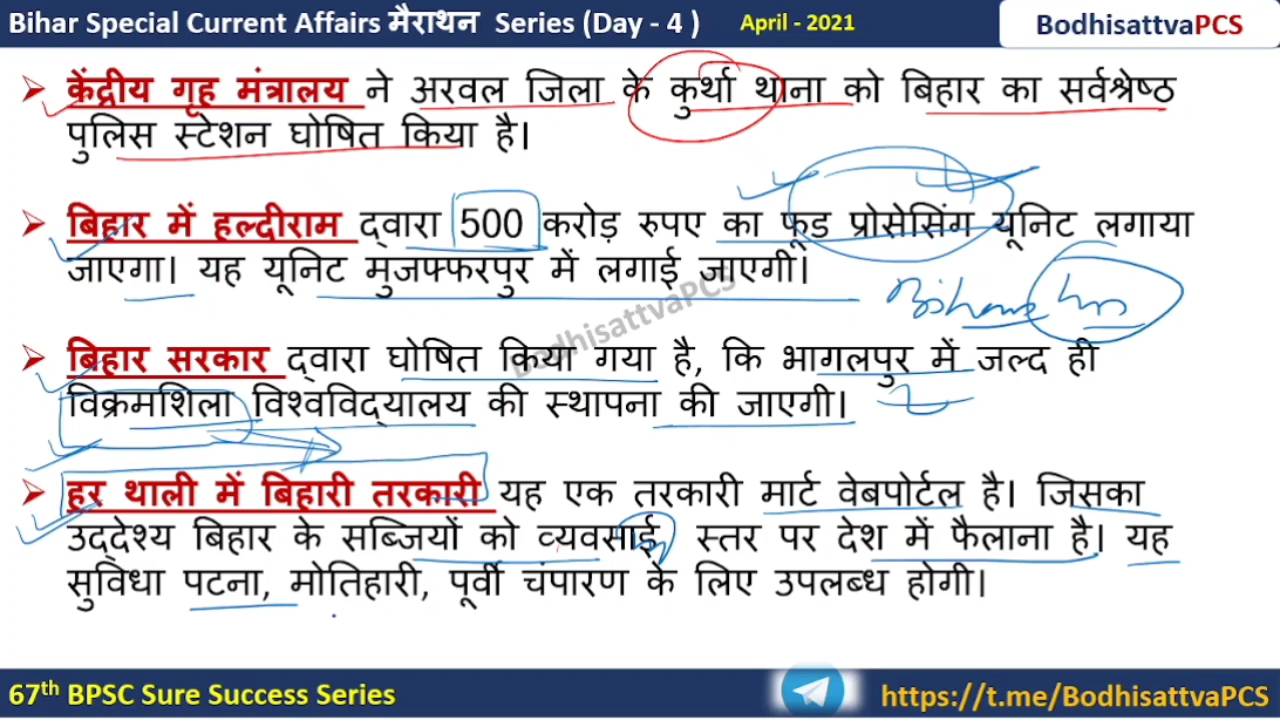 Bihar Special Current Affairs मैराथन Series (Day - 4 ) April - 2021 BodhisattvaPCS
केंद्रीय गृह मंत्रालय ने अरवल जिला के कुर्था थाना को बिहार का सर्वश्रेष्ठ
पुलिस स्टेशन घोषित किया है।
बिहार में हल्दीराम द्वारा 500 करोड़ रुपए का फूड प्रोसेसिंग यूनिट लगाया
जाएगा। यह यूनिट मुजफ्फरपुर में लगाई जाएगी।
BodhisattvaPCS
बिहार सरकार द्वारा घोषित किया गया है, कि भागलपुर में जल्द ही
विक्रमशिला विश्वविद्यालय की स्थापना की जाएगी।
हर थाली में बिहारी तरकारी यह एक तरकारी मार्ट वेबपोर्टल है। जिसका
उद्देश्य बिहार के सब्जियों को व्यवसाई स्तर पर देश में फैलाना है। यह
सुविधा पटना, मोतिहारी, पूर्वी चंपारण के लिए उपलब्ध होगी।
67th BPSC Sure Success Series https://t.me/BodhisattvaPCS